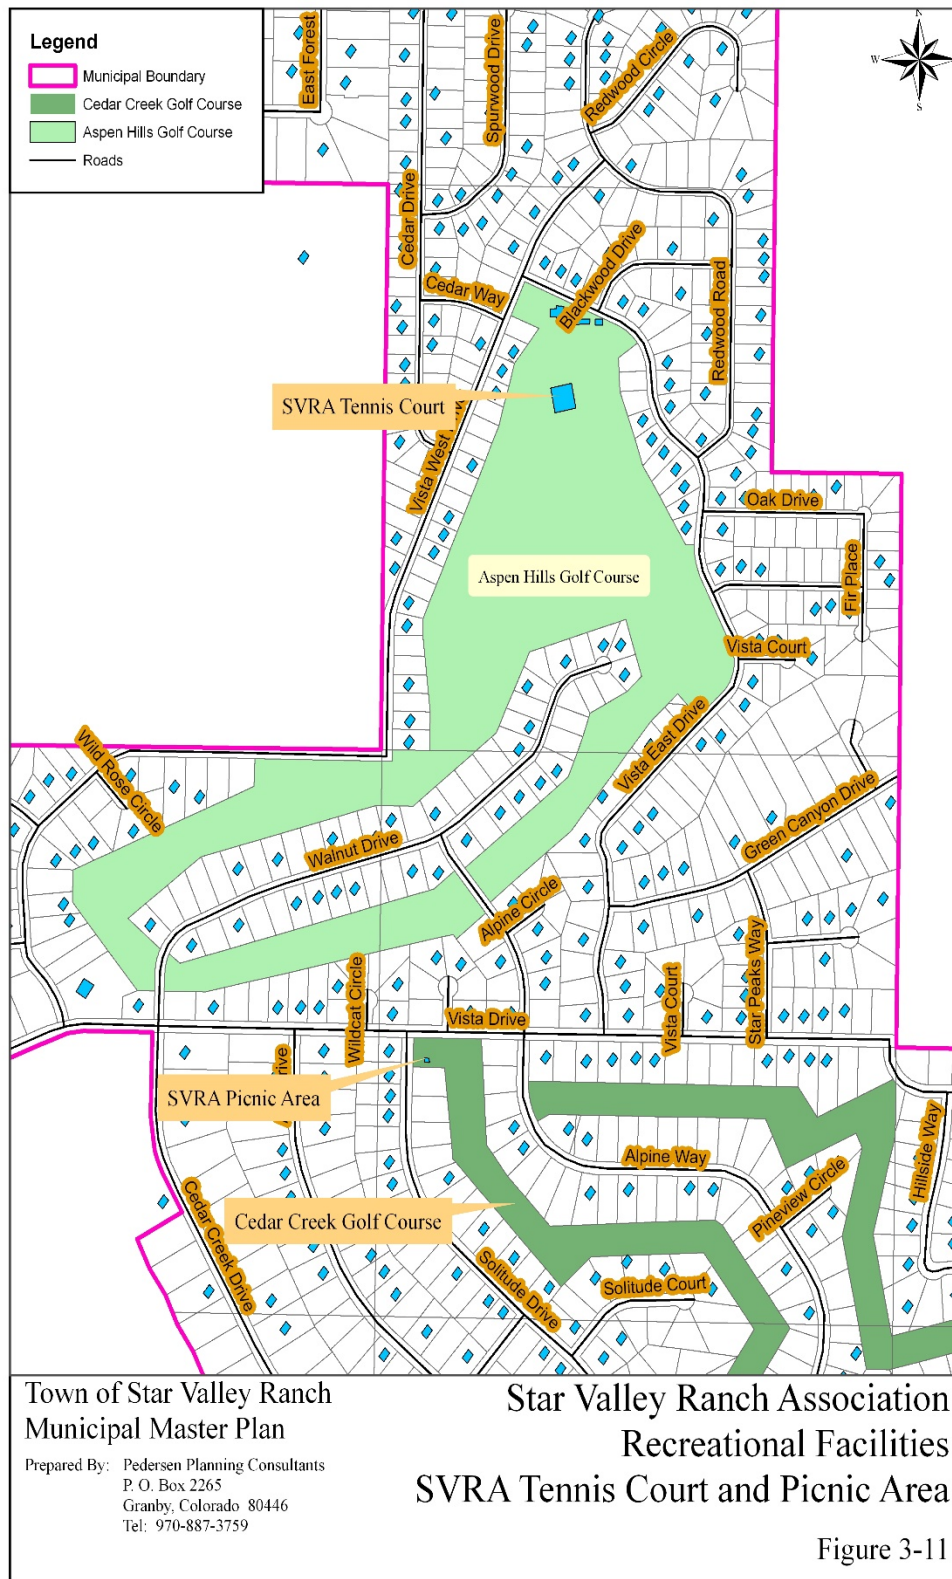 Legend
Municipal Boundary
Cedar Creek Golf Course
Aspen Hills Golf Course
Roads
N
W
S
East Forest
Spurwood Drive
Redwood Circle
Cedar Drive
Blackwood Drive
Cedar Way
Redwood Road
SVRA Tennis Court
Vista West
Oak Drive
Aspen Hills Golf Course
Fir Place
Vista Court
Vista East Drive
Wild Rose Circle
Green Canyon Drive
Walnut Drive
Alpine Circle
Star Peaks Way
Wildcat Circle
Vista Court
Vista Drive
SVRA Picnic Area
Alpine Way
Hillside Way
Pineview Circle
Cedar Creek Golf Course
Cedar Creek Drive
Solitude Drive
Solitude Court
Town of Star Valley Ranch
Municipal Master Plan
Prepared By: Pedersen Planning Consultants
P. O. Box 2265
Granby, Colorado 80446
Tel: 970-887-3759
Star Valley Ranch Association
Recreational Facilities
SVRA Tennis Court and Picnic Area
Figure 3-11